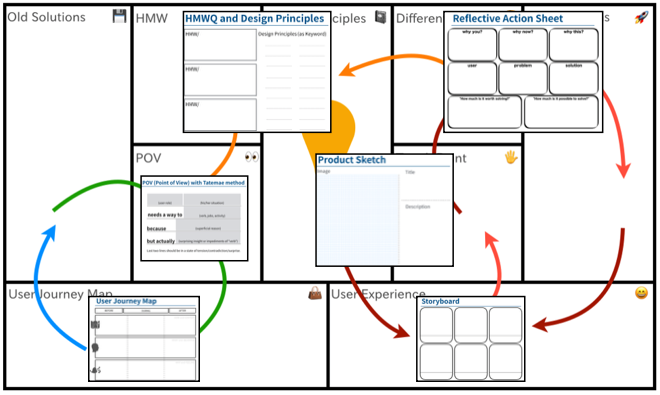 Old Solutions
HMW
HMWQ and Design Principles
ciples
Differen
Reflective Action Sheet
s
HMW/
Design Principles (as Keyword)
HMW/
HMW/
why you?
why now?
why this?
user
problem
solution
"How much is it worth solving?"
"How much is it possible to solve?"
POV
POV (Point of View) with Tatemae method
needs a way to
because
but actually
Product Sketch
Image
Title
Description
nt
User Journey Map
User Journey Map
User Experience
Storyboard